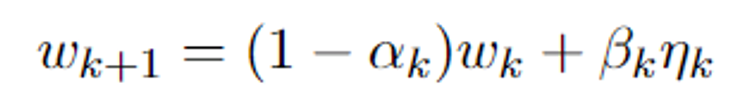 w_{k+1} = (1 − α_k)w_k + β_kη_k